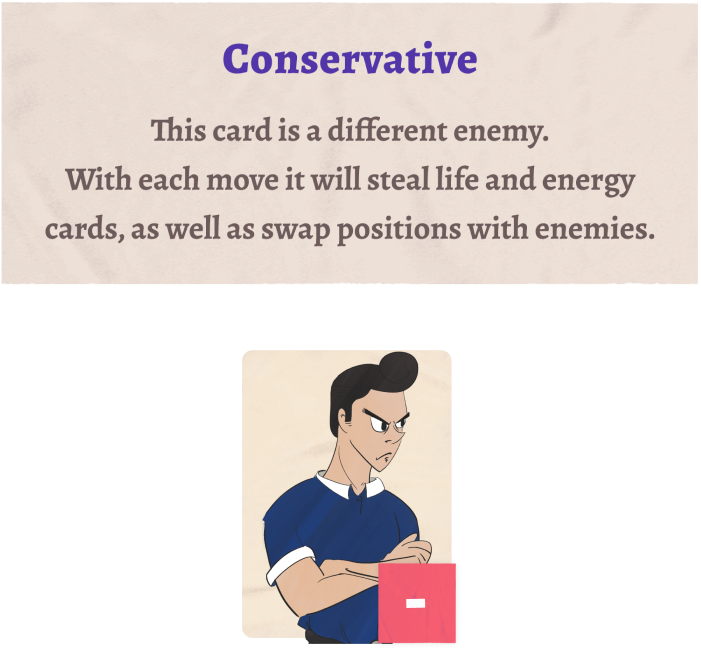 Conservative
This card is a different enemy.
With each move it will steal life and energy
cards, as well as swap positions with enemies.
-